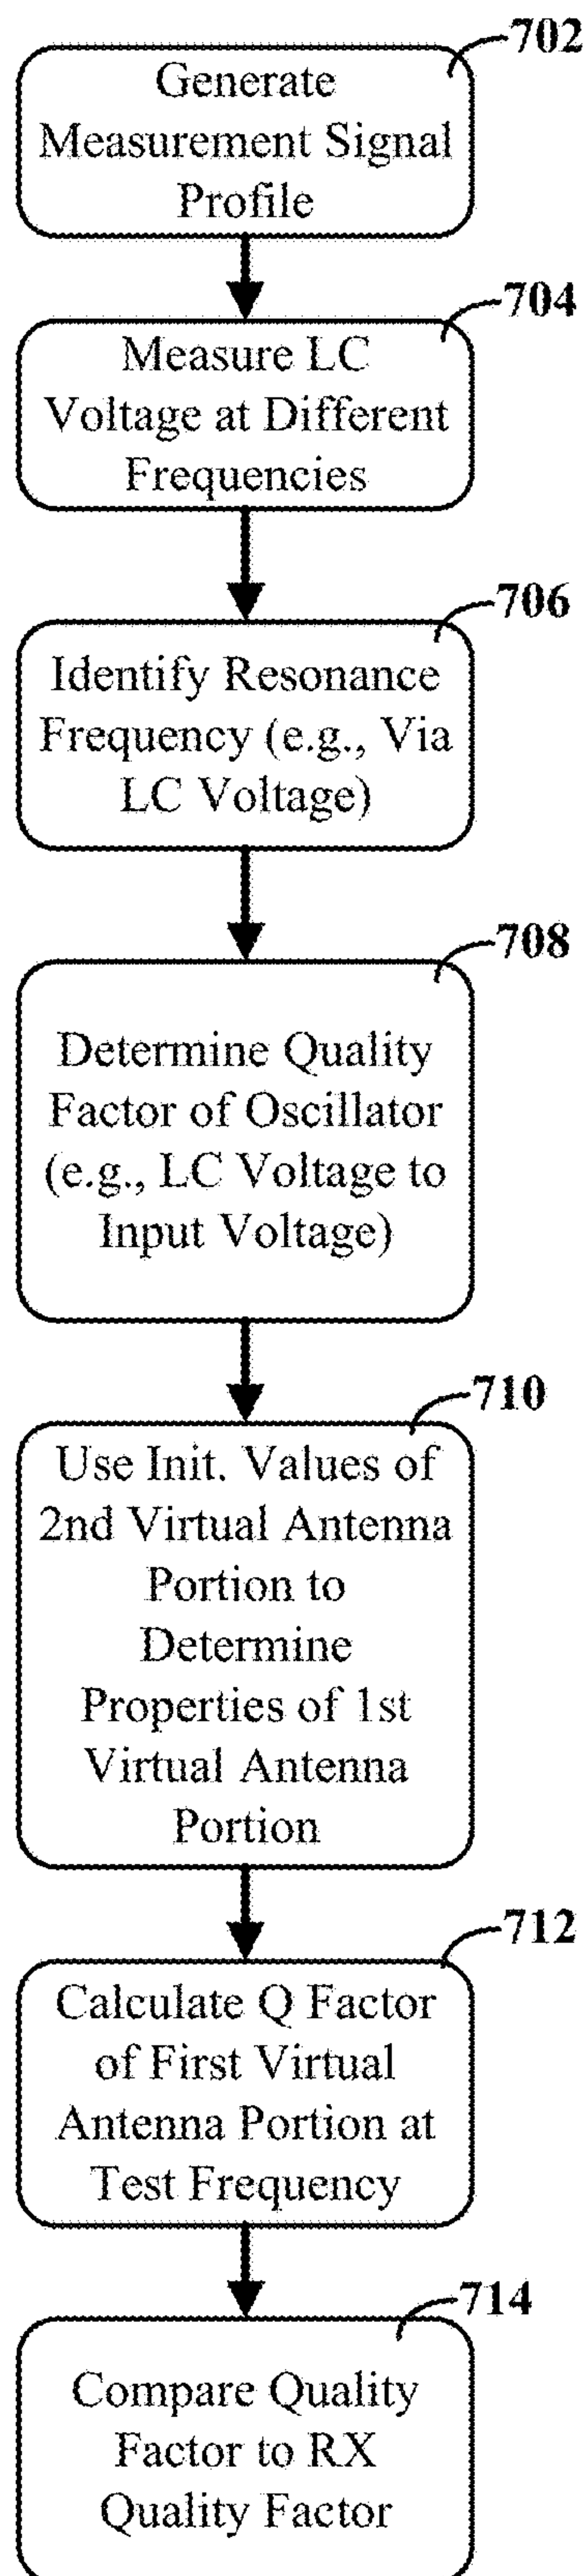 702
Generate
Measurement Signal
Profile
704
Measure LC
Voltage at Different
Frequencies
706
Identify Resonance
Frequency (e.g., Via
LC Voltage)
708
Determine Quality
Factor of Oscillator
(e.g., LC Voltage to
Input Voltage)
710
Use Init. Values of
2nd Virtual Antenna
Portion to
Determine
Properties of 1st
Virtual Antenna
Portion
712
Calculate Q Factor
of First Virtual
Antenna Portion at
Test Frequency
714
Compare Quality
Factor to RX
Quality Factor